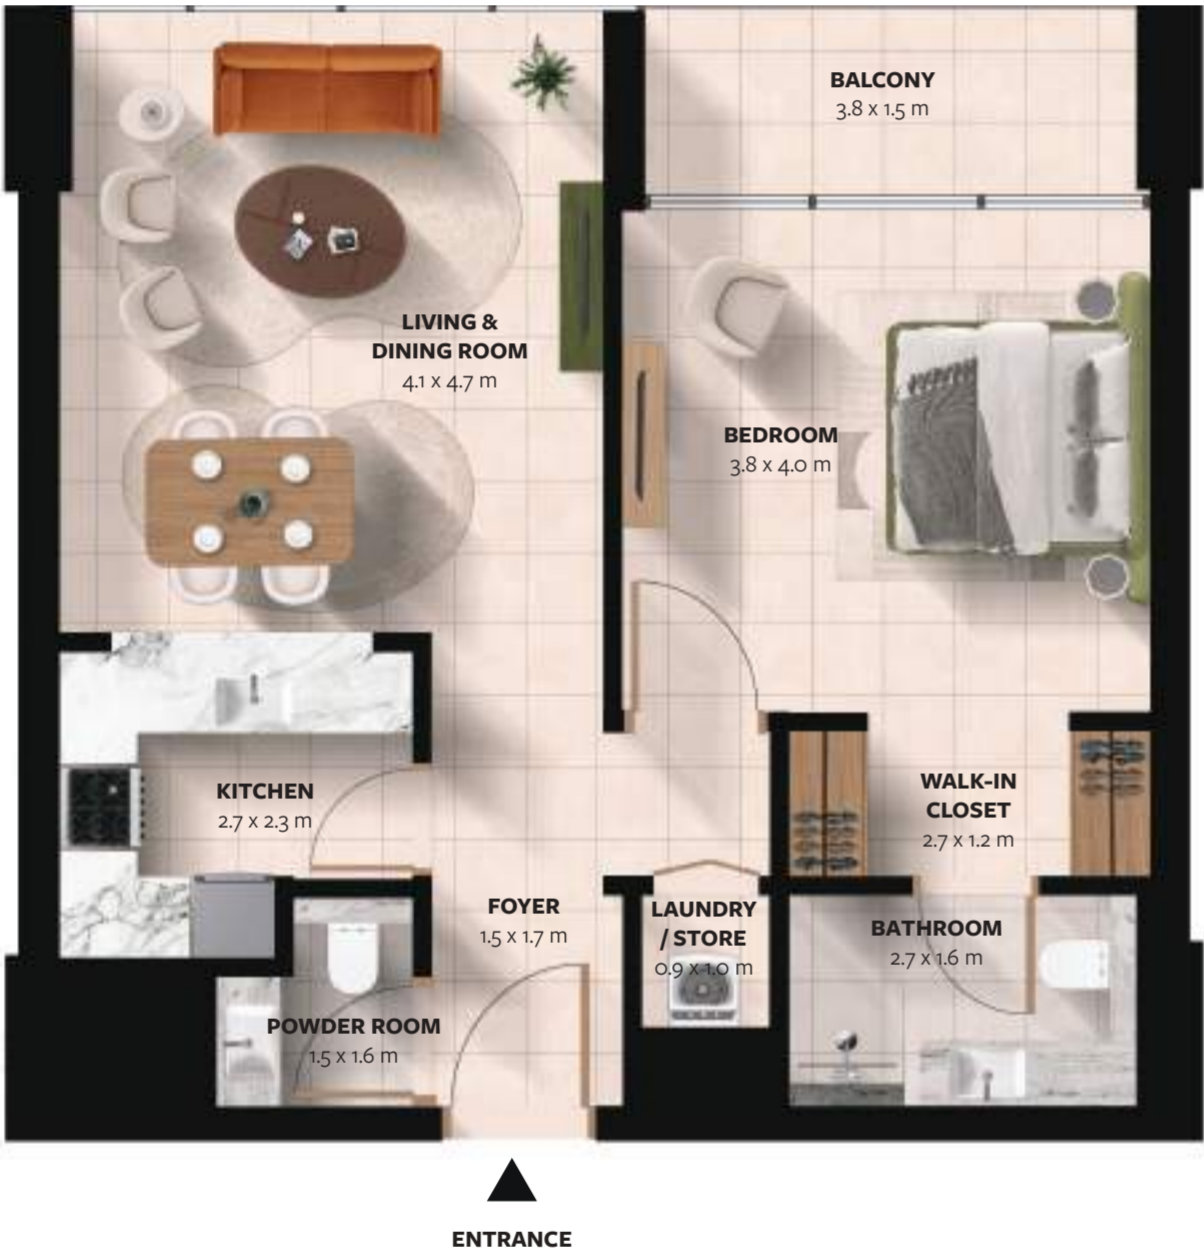 BALCONY
3.8 x 1.5 m
LIVING &
DINING ROOM
4.1 x 4.7 m
BEDROOM
3.8 x 4.0 m
KITCHEN
2.7 x 2.3 m
WALK-IN
CLOSET
2.7 x 1.2 m
FOYER
1.5 x 1.7 m
LAUNDRY
/ STORE
0.9 x 1.0 m
BATHROOM
2.7 x 1.6 m
POWDER ROOM
1.5 x 1.6 m
ENTRANCE